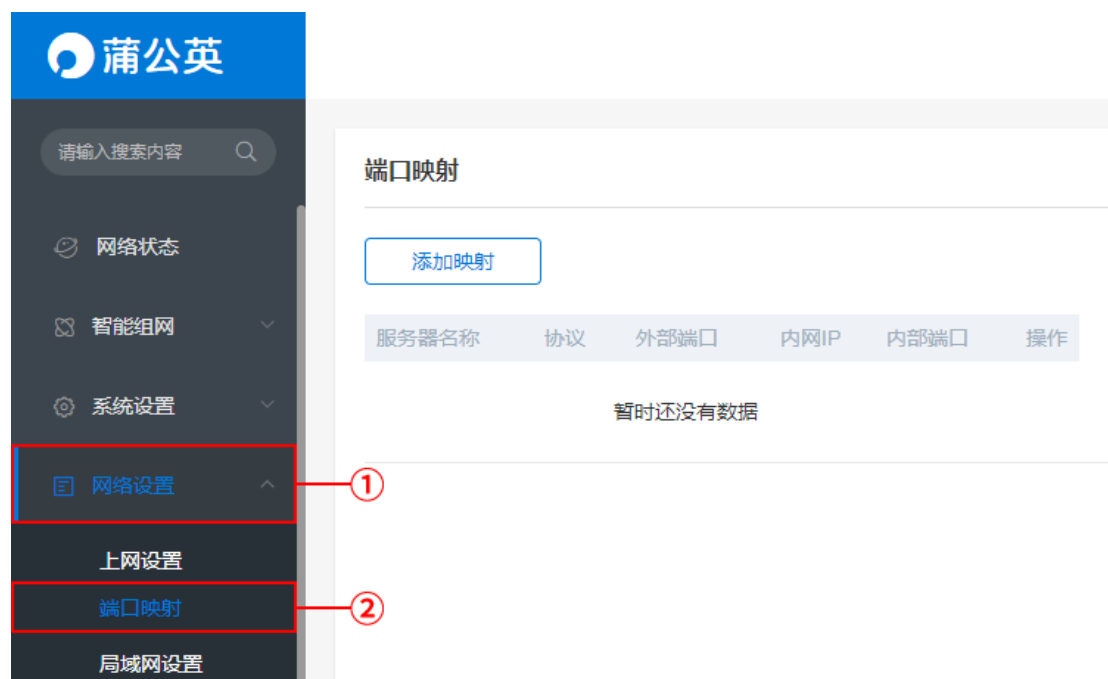 蒲公英
请输入搜索内容
网络状态
智能组网
系统设置
网络设置
①
上网设置
端口映射
②
局域网设置
端口映射
添加映射
服务器名称 协议 外部端口 内网IP 内部端口 操作
暂时还没有数据